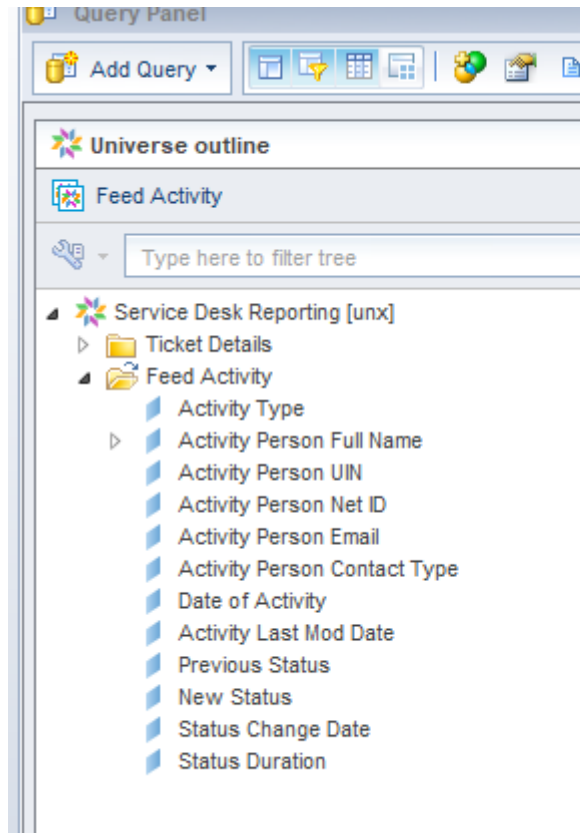 Query Panel
Add Query
Universe outline
Feed Activity
Type here to filter tree
Service Desk Reporting [unx]
Ticket Details
Feed Activity
Activity Type
Activity Person Full Name
Activity Person UIN
Activity Person Net ID
Activity Person Email
Activity Person Contact Type
Date of Activity
Activity Last Mod Date
Previous Status
New Status
Status Change Date
Status Duration